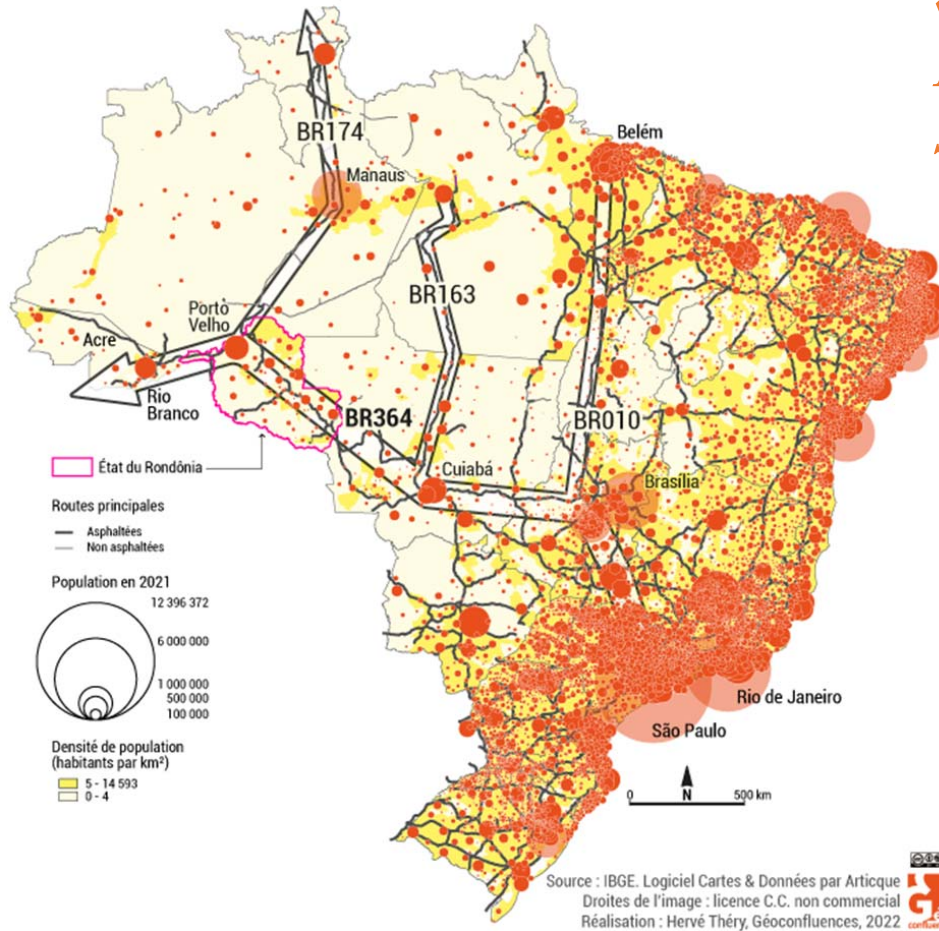 BR174
Belém
Manaus
BR163
Porto
Velho
Acre
Rio
Branco
BR364
BR010
État du Rondônia
Cuiabá
Brasília
Routes principales
Asphaltées
Non asphaltées
Population en 2021
12 396 372
6 000 000
1 000 000
500 000
100 000
Rio de Janeiro
São Paulo
Densité de population
(habitants par km²)
5 - 14 593
0 - 4
0 N 500 km
Source : IBGE. Logiciel Cartes & Données par Articque
Droites de l'image : licence C.C. non commercial
Réalisation : Hervé Théry, Géoconfluences, 2022